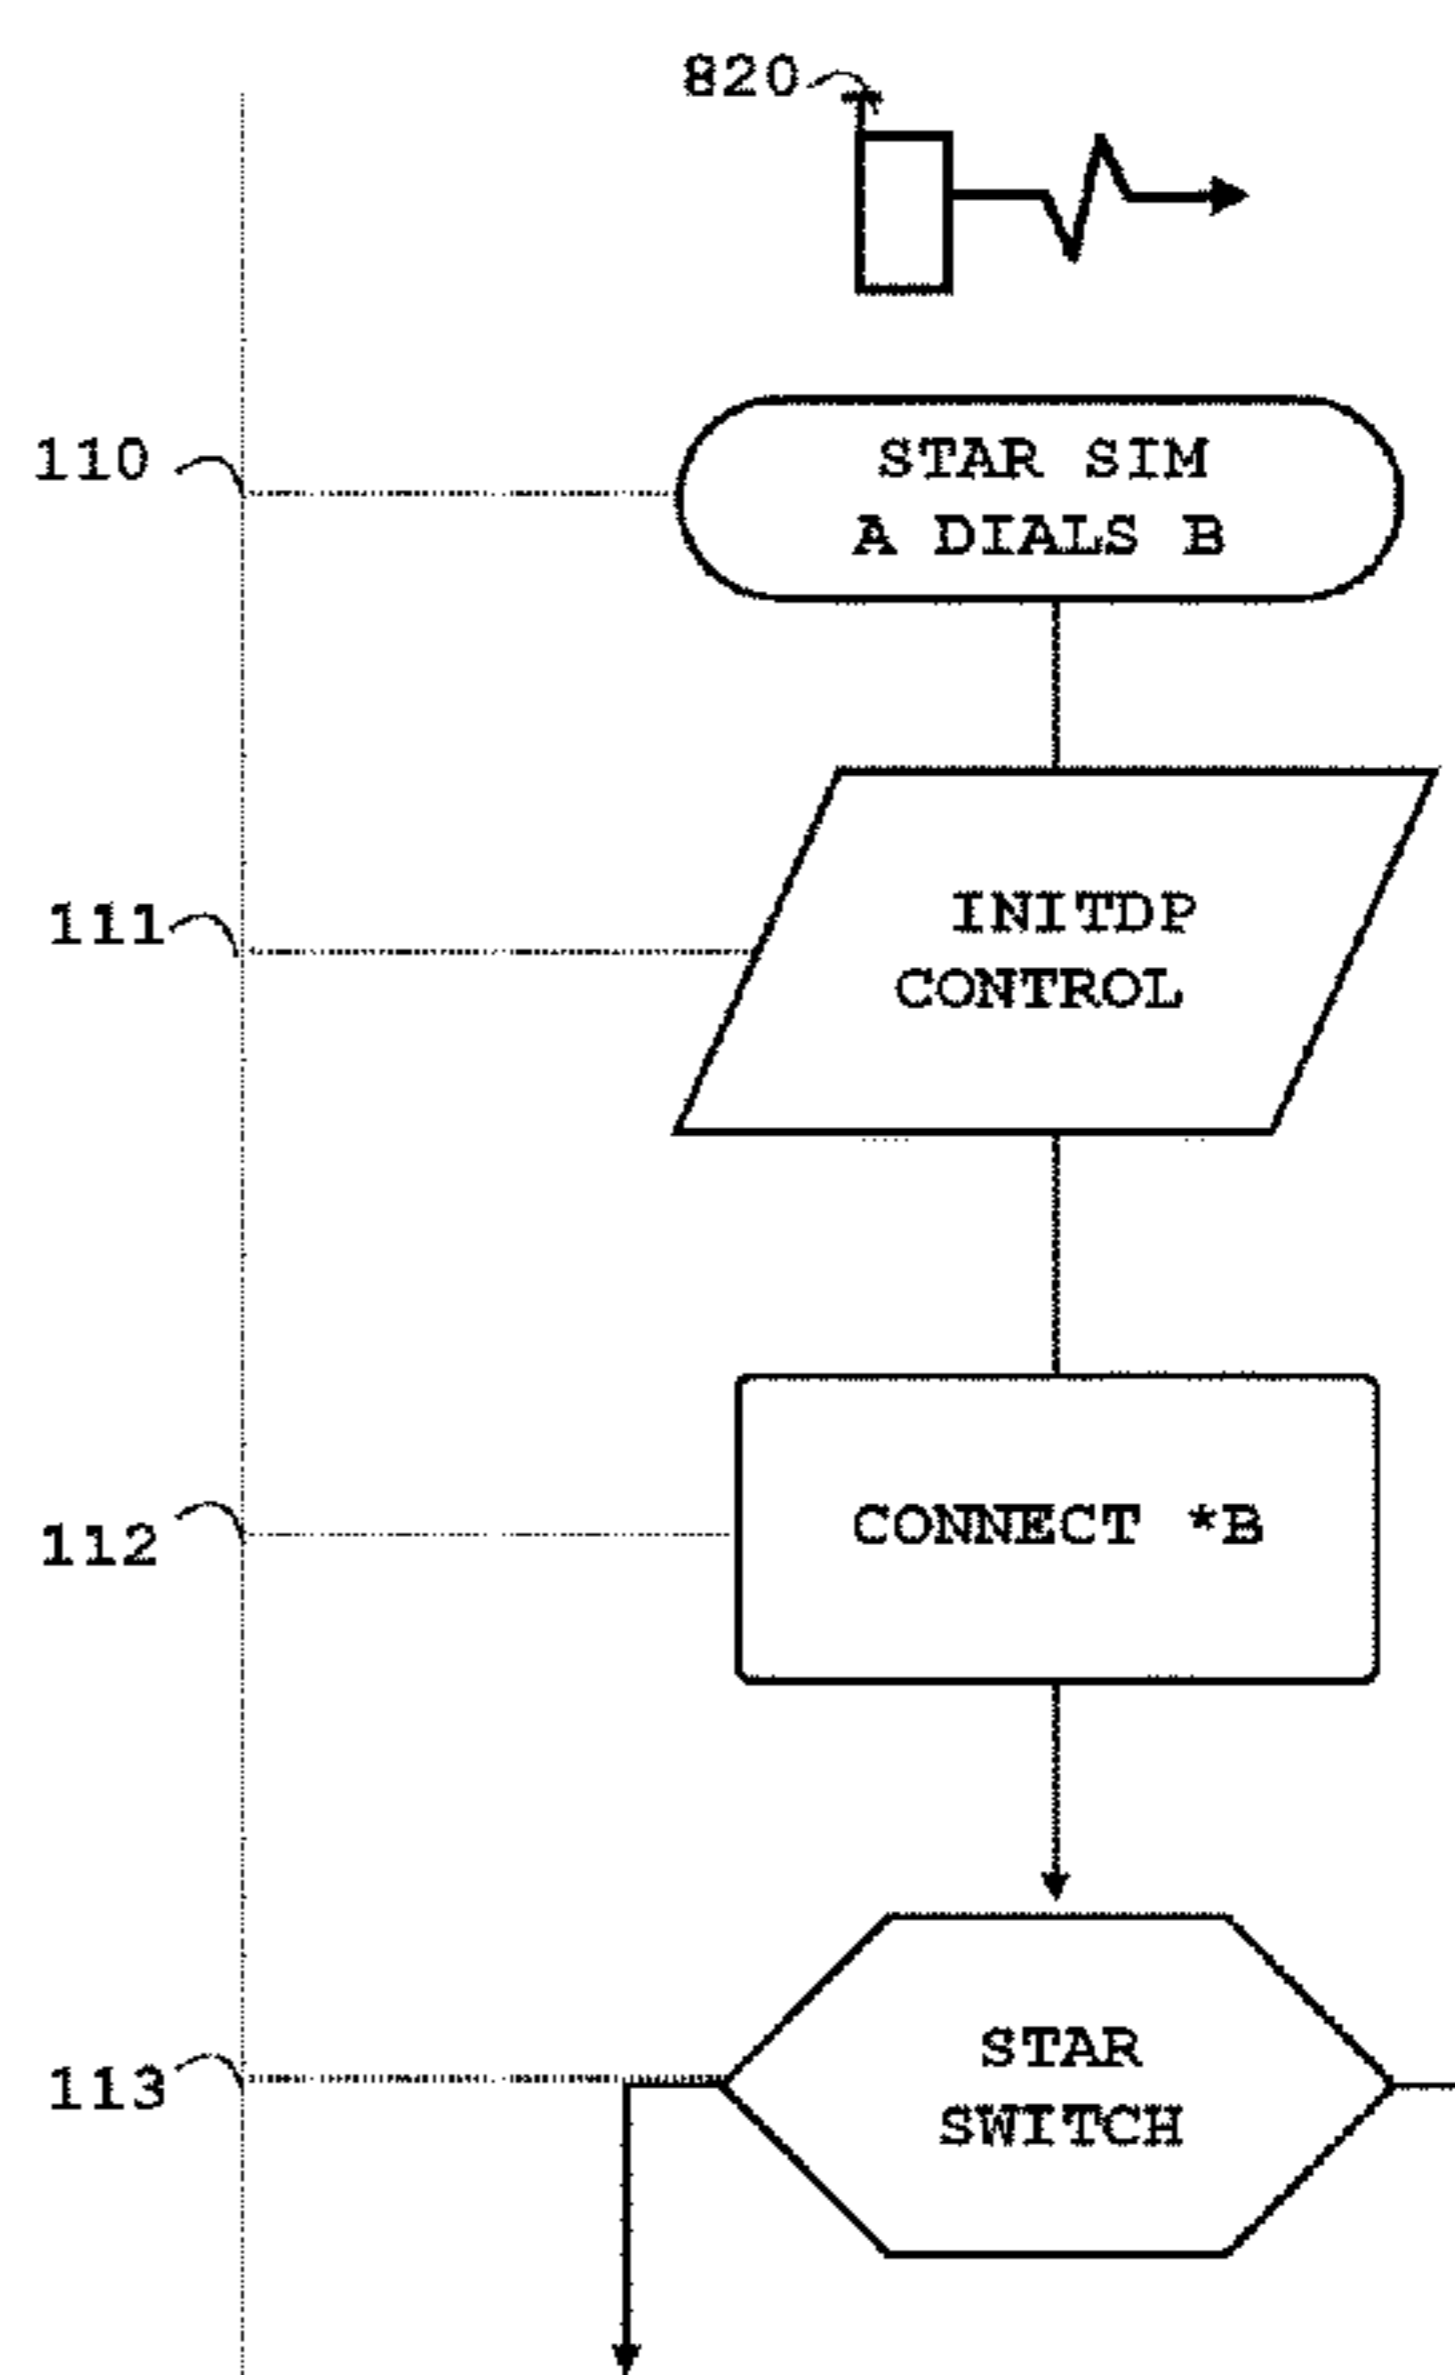 820
110
STAR SIM
A DIALS B
111
INITDP
CONTROL
112
CONNECT *B
113
STAR
SWITCH